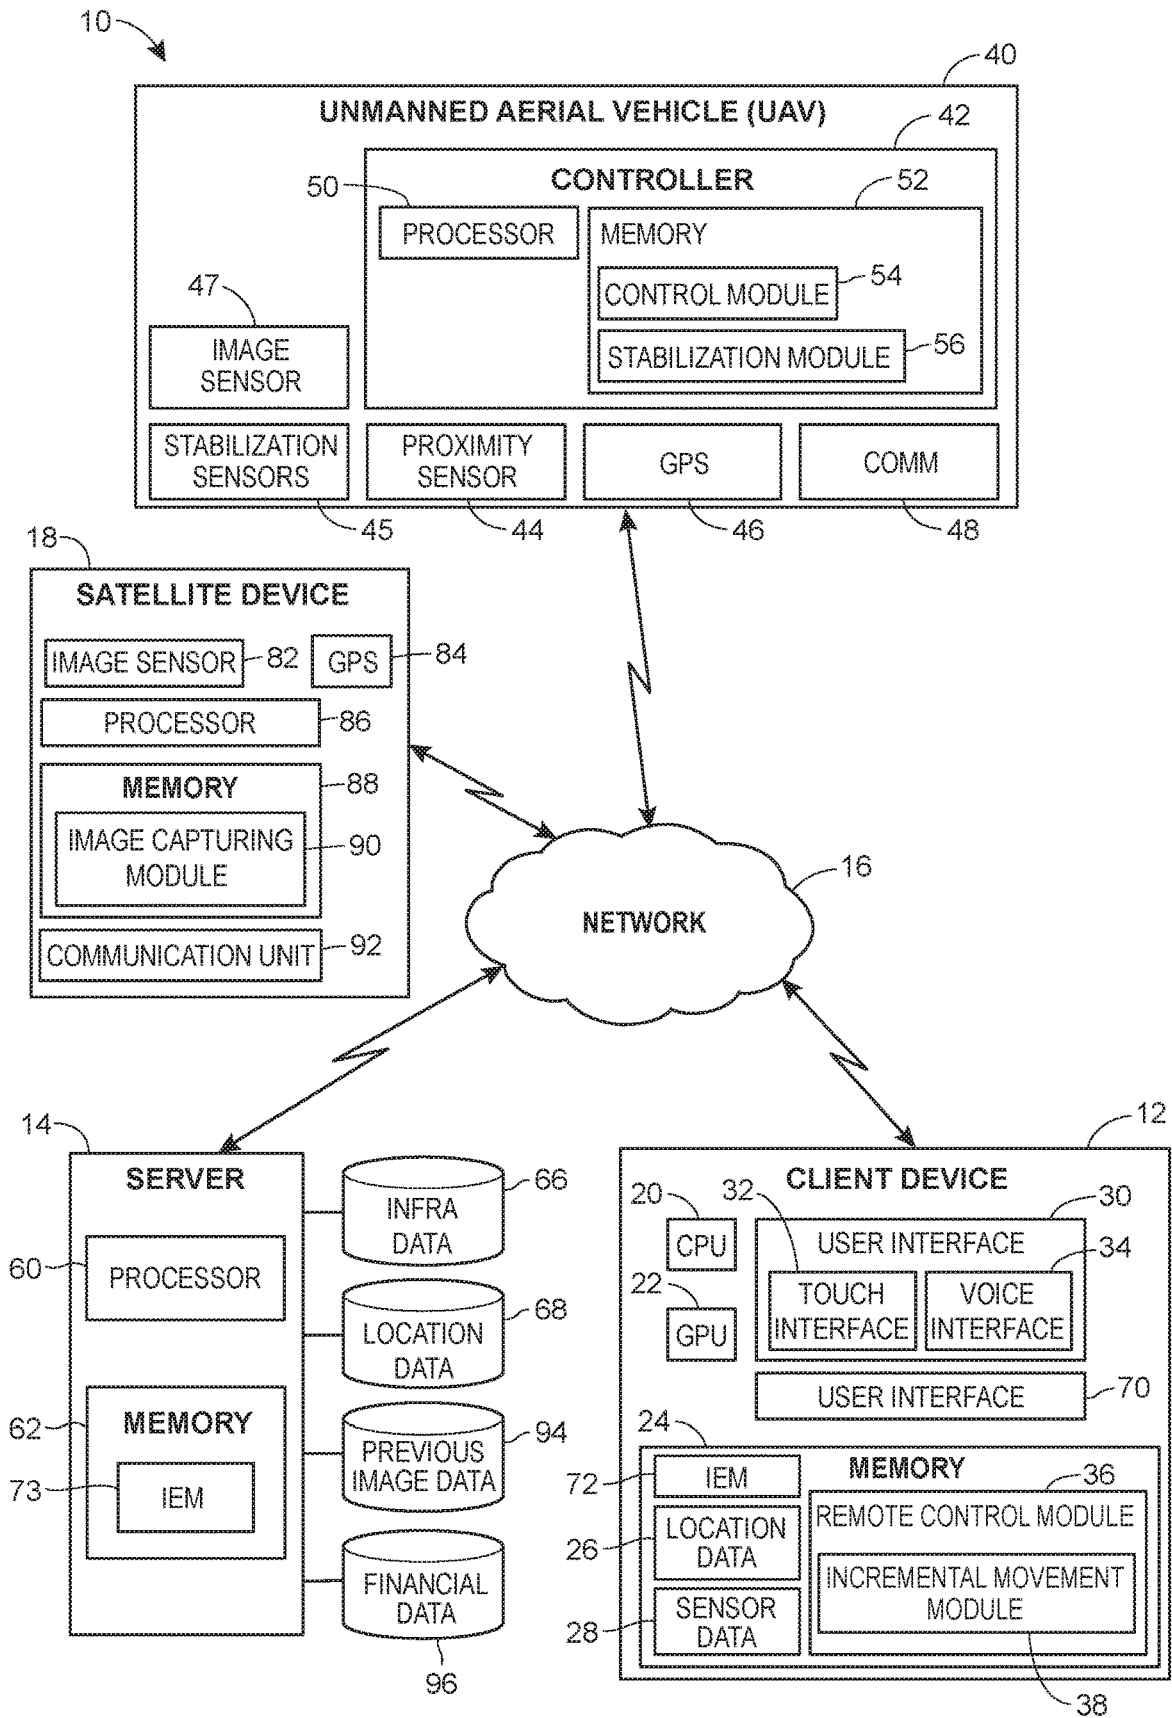 10
40
UNMANNED AERIAL VEHICLE (UAV)
42
CONTROLLER
50
52
PROCESSOR
MEMORY
54
CONTROL MODULE
47
56
STABILIZATION MODULE
IMAGE
SENSOR
STABILIZATION
SENSORS
PROXIMITY
SENSOR
GPS
COMM
45
44
46
48
18
SATELLITE DEVICE
IMAGE SENSOR
82
GPS
84
PROCESSOR
86
MEMORY
88
IMAGE CAPTURING
MODULE
90
COMMUNICATION UNIT
92
16
NETWORK
14
SERVER
60
PROCESSOR
62
MEMORY
73
IEM
66
INFRA
DATA
68
LOCATION
DATA
94
PREVIOUS
IMAGE DATA
FINANCIAL
DATA
96
12
CLIENT DEVICE
20
CPU
22
GPU
32
30
USER INTERFACE
34
TOUCH
INTERFACE
VOICE
INTERFACE
USER INTERFACE
70
24
MEMORY
72
IEM
36
REMOTE CONTROL MODULE
26
LOCATION
DATA
INCREMENTAL MOVEMENT
MODULE
28
SENSOR
DATA
38